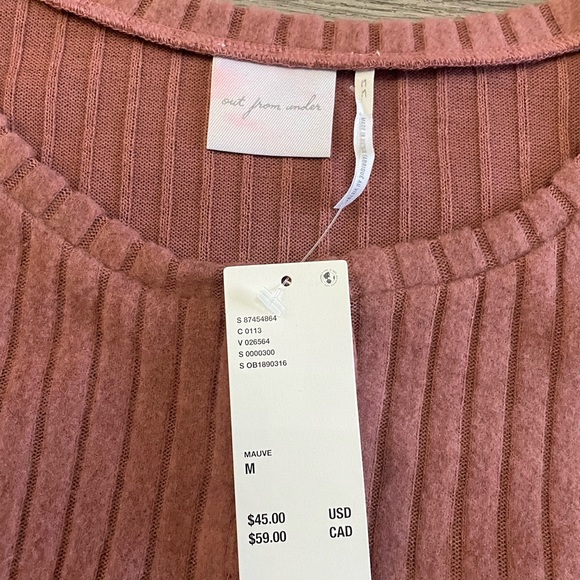 out from under
S 87454864
C 0113
V 026564
S 0000300
S OB1890316
MAUVE
M
$45.00 USD
$59.00 CAD